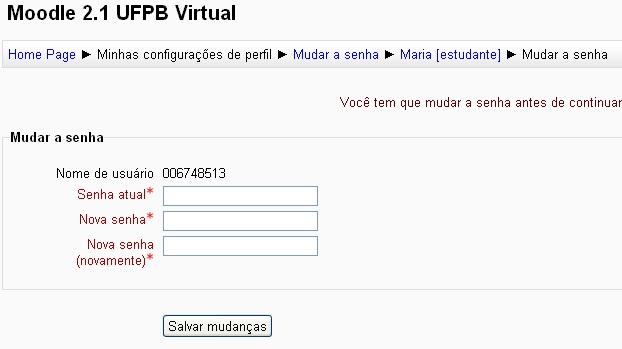 Moodle 2.1 UFPB Virtual
Home Page ► Minhas configurações de perfil ► Mudar a senha ► Maria [estudante] ► Mudar a senha
Você tem que mudar a senha antes de continuar
Mudar a senha
Nome de usuário 006748513
Senha atual*
Nova senha*
Nova senha
(novamente)*
Salvar mudanças